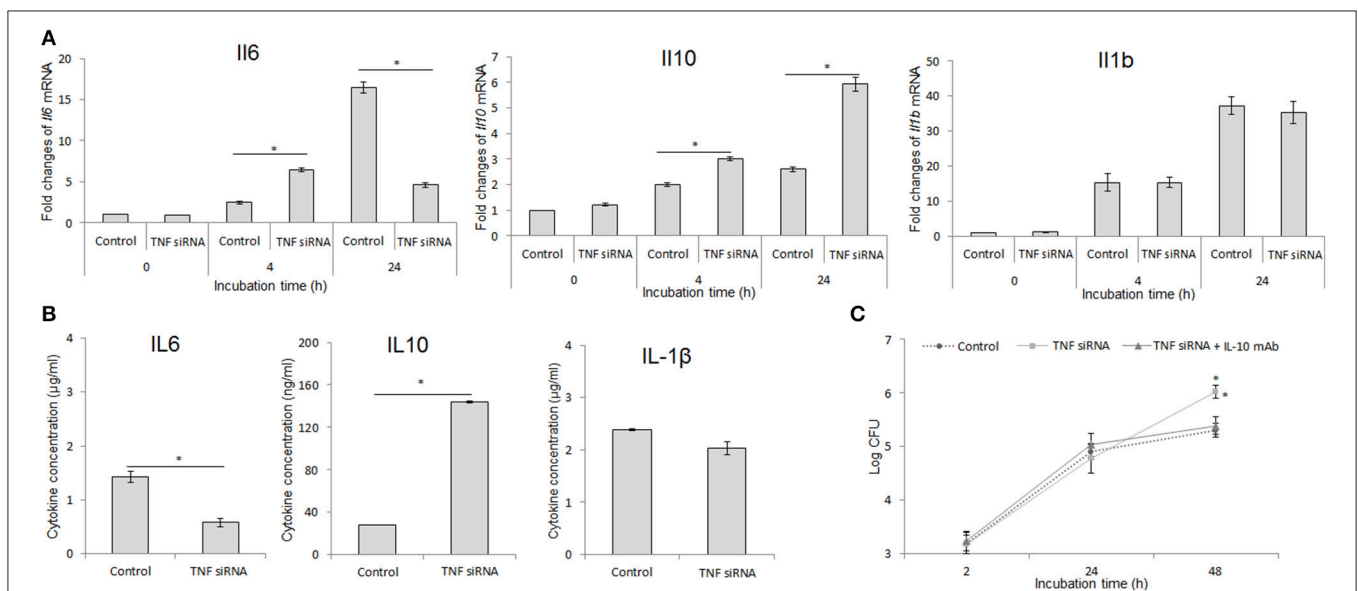 A
Il6
Fold changes of Il6 mRNA
20
15
10
5
0
Control
TNF siRNA
Control
TNF siRNA
Control
TNF siRNA
0
4
24
Incubation time (h)
*
*
Il10
Fold changes of Il10 mRNA
7
6
5
4
3
2
1
0
Control
TNF siRNA
Control
TNF siRNA
Control
TNF siRNA
0
4
24
Incubation time (h)
*
*
Il1b
Fold changes of Il1b mRNA
50
40
30
20
10
0
Control
TNF siRNA
Control
TNF siRNA
Control
TNF siRNA
0
4
24
Incubation time (h)
B
IL6
Cytokine concentration (µg/ml)
4
3
2
1
0
*
Control
TNF siRNA
IL10
Cytokine concentration (ng/ml)
200
160
120
80
40
0
*
Control
TNF siRNA
IL-1β
Cytokine concentration (µg/ml)
4
3
2
1
0
Control
TNF siRNA
C
Control
TNF siRNA
TNF siRNA + IL-10 mAb
Log CFU
7
6
5
4
3
*
*
2
24
48
Incubation time (h)